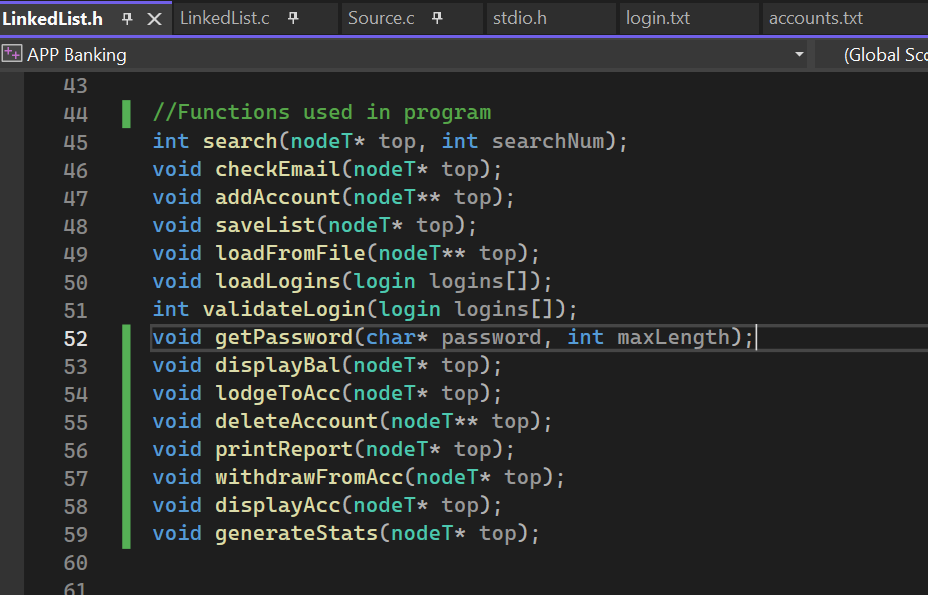 LinkedList.h LinkedList.c Source.c stdio.h login.txt accounts.txt
APP Banking (Global
43
44 //Functions used in program
45 int search(nodeT* top, int searchNum);
46 void checkEmail(nodeT* top);
47 void addAccount(nodeT** top);
48 void saveList(nodeT* top);
49 void loadFromFile(nodeT** top);
50 void loadLogins(login logins[]);
51 int validateLogin(login logins[]);
52 void getPassword(char* password, int maxLength);
53 void displayBal(nodeT* top);
54 void lodgeToAcc(nodeT* top);
55 void deleteAccount(nodeT** top);
56 void printReport(nodeT* top);
57 void withdrawFromAcc(nodeT* top);
58 void displayAcc(nodeT* top);
59 void generateStats(nodeT* top);
60
61